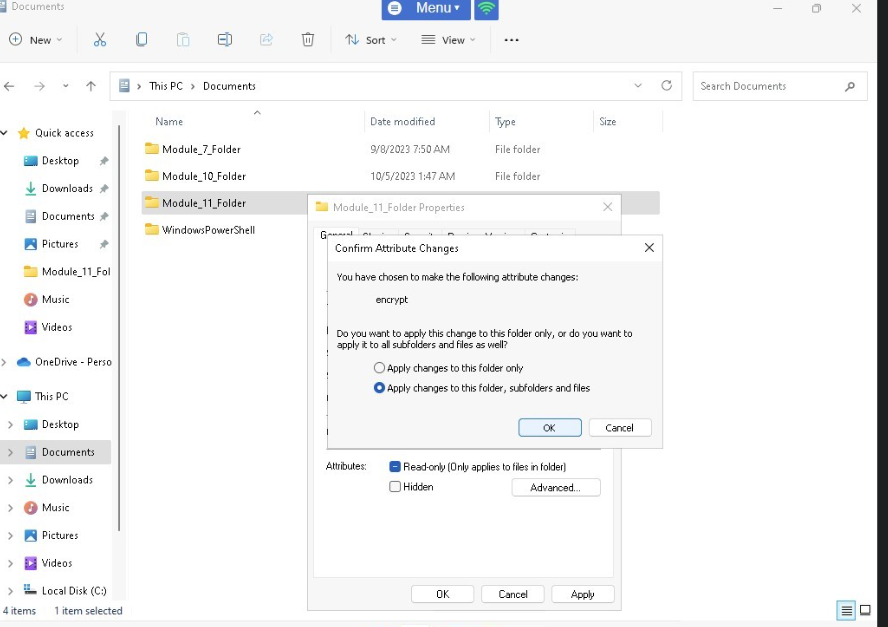 Documents
Menu
New
Sort
View
This PC > Documents
Search Documents
Name
Date modified
Type
Size
Quick access
Desktop
Downloads
Documents
Pictures
Module_11_Fol
Music
Videos
OneDrive - Perso
This PC
Desktop
Documents
Downloads
Music
Pictures
Videos
Local Disk (C:)
Module_7_Folder 9/8/2023 7:50 AM File folder
Module_10_Folder 10/5/2023 1:47 AM File folder
Module_11_Folder
WindowsPowerShell
Module_11_Folder Properties
General
Confirm Attribute Changes
You have chosen to make the following attribute changes:
encrypt
Do you want to apply this change to this folder only, or do you want to
apply it to all subfolders and files as well?
Apply changes to this folder only
Apply changes to this folder, subfolders and files
OK Cancel
Attributes:
Read-only (Only applies to files in folder)
Hidden
Advanced...
OK Cancel Apply
4 items 1 item selected